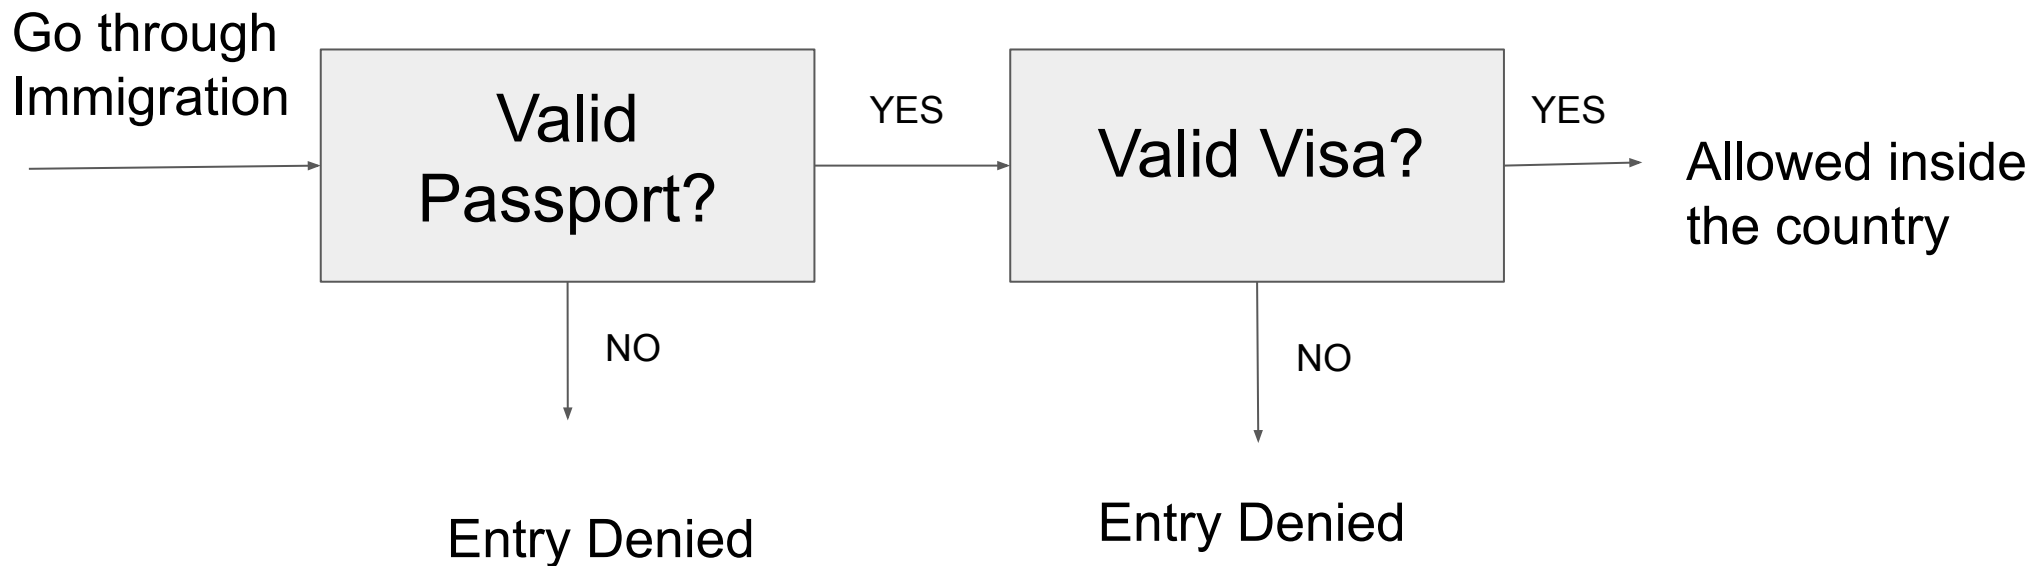 Go through
Immigration
Valid
Passport?
YES
Valid Visa?
YES
Allowed inside
the country
NO
NO
Entry Denied
Entry Denied